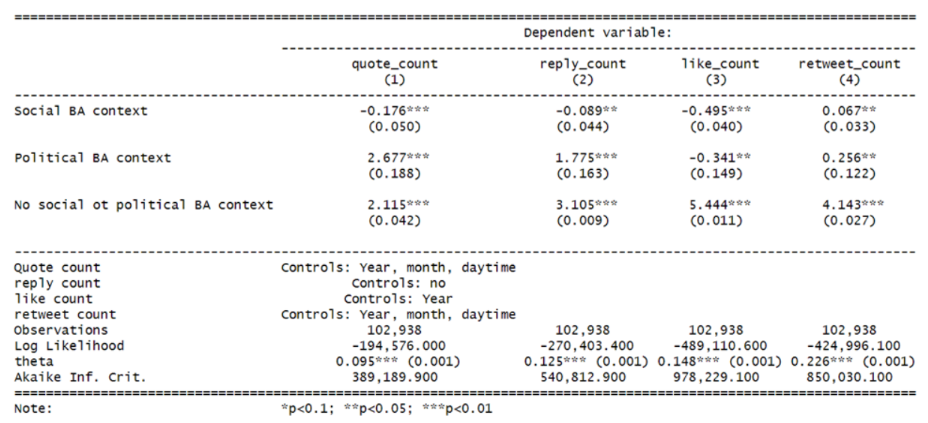 Dependent variable:
quote_count reply_count like_count retweet_count
(1) (2) (3) (4)
Social BA context -0.176*** -0.089** -0.495*** 0.067**
(0.050) (0.044) (0.040) (0.033)
Political BA context 2.677*** 1.775*** -0.341** 0.256**
(0.188) (0.163) (0.149) (0.122)
No social ot political BA context 2.115*** 3.105*** 5.444*** 4.143***
(0.042) (0.009) (0.011) (0.027)
Quote count Controls: Year, month, daytime
reply count Controls: no
like count Controls: Year
retweet count Controls: Year, month, daytime
Observations 102,938 102,938 102,938 102,938
Log Likelihood -194,576.000 -270,403.400 -489,110.600 -424,996.100
theta 0.095*** (0.001) 0.125*** (0.001) 0.148*** (0.001) 0.226*** (0.001)
Akaike Inf. Crit. 389,189.900 540,812.900 978,229.100 850,030.100
Note: *p<0.1; **p<0.05; ***p<0.01